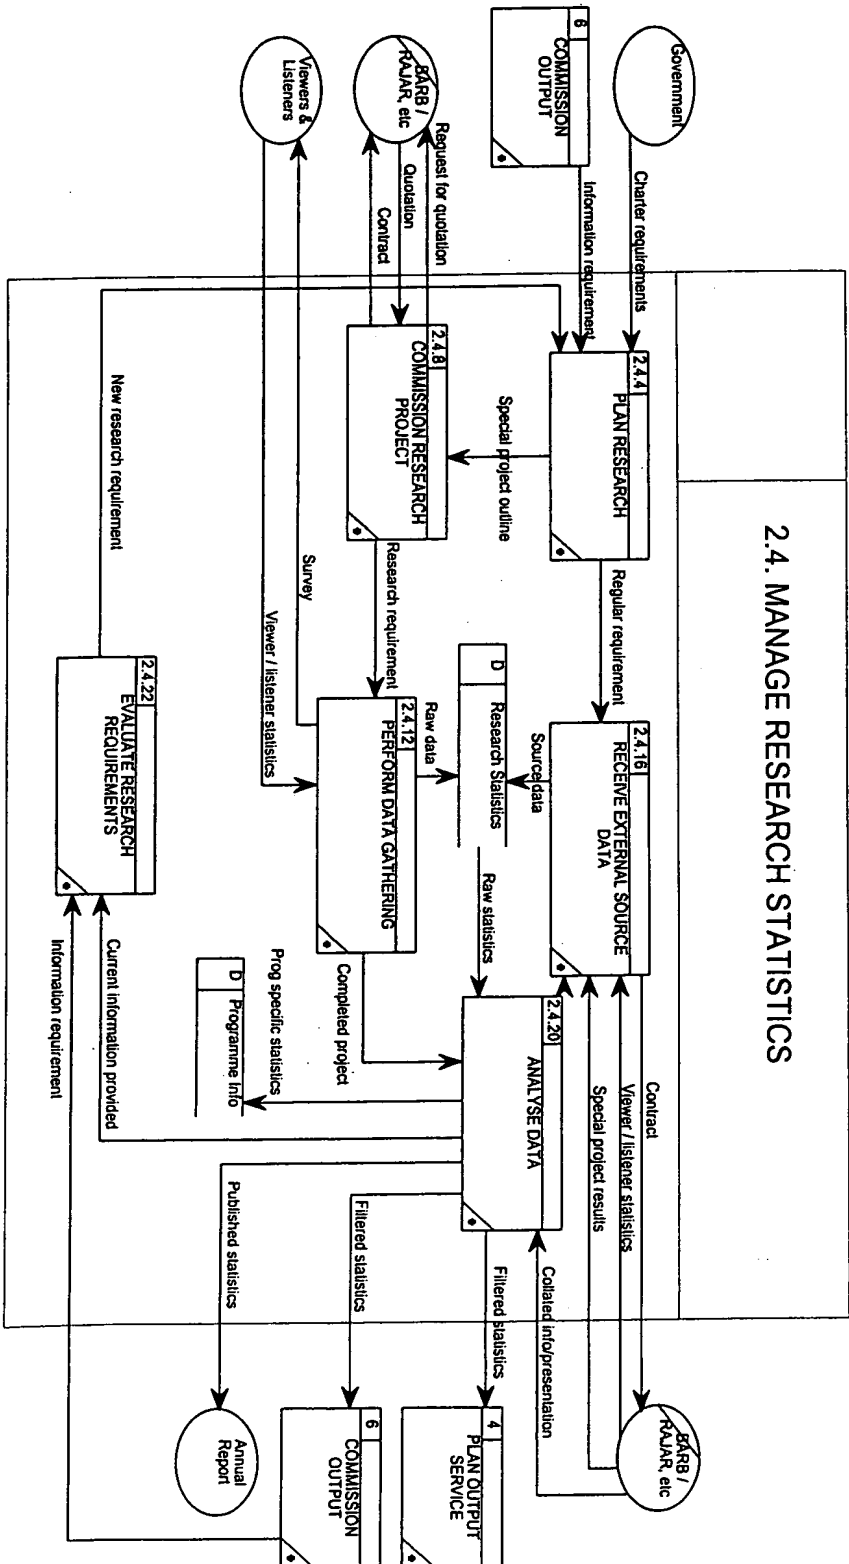 2.4. MANAGE RESEARCH STATISTICS
Government
Charter requirements
6
COMMISSION
OUTPUT
Information requirement
2.4.4
PLAN RESEARCH
Regular requirement
2.4.16
RECEIVE EXTERNAL SOURCE
DATA
Contract
Viewer / listener statistics
Special project results
BARB /
RAJAR, etc
Special project outline
Source data
D
Research Statistics
Raw statistics
Raw data
BARB /
RAJAR, etc
Request for quotation
Quotation
Contract
2.4.8
COMMISSION RESEARCH
PROJECT
Research requirement
2.4.12
PERFORM DATA GATHERING
Completed project
2.4.20
ANALYSE DATA
Collated info/presentation
Filtered statistics
4
PLAN OUTPUT
SERVICE
Viewers &
Listeners
Survey
Viewer / listener statistics
Prog specific statistics
D
Programme Info
Filtered statistics
6
COMMISSION
OUTPUT
Published statistics
Annual
Report
New research requirement
2.4.22
EVALUATE RESEARCH
REQUIREMENTS
Current information provided
Information requirement